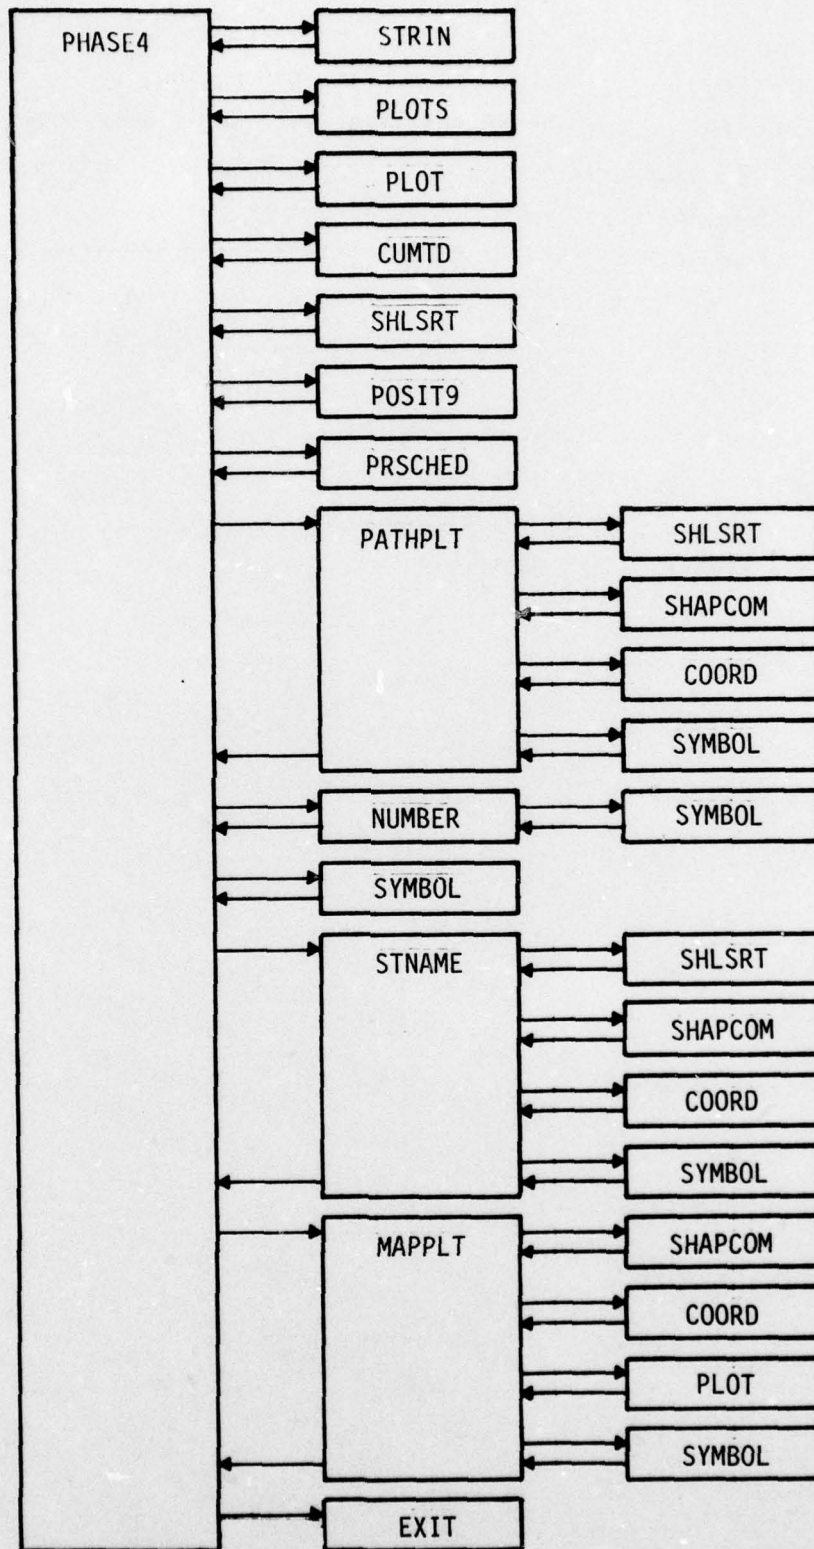 PHASE4
STRIN
PLOTS
PLOT
CUMTD
SHLSRT
POSIT9
PRSCHED
PATHPLT
SHLSRT
SHAPCOM
COORD
SYMBOL
NUMBER
SYMBOL
SYMBOL
STNAME
SHLSRT
SHAPCOM
COORD
SYMBOL
MAPPLT
SHAPCOM
COORD
PLOT
SYMBOL
EXIT